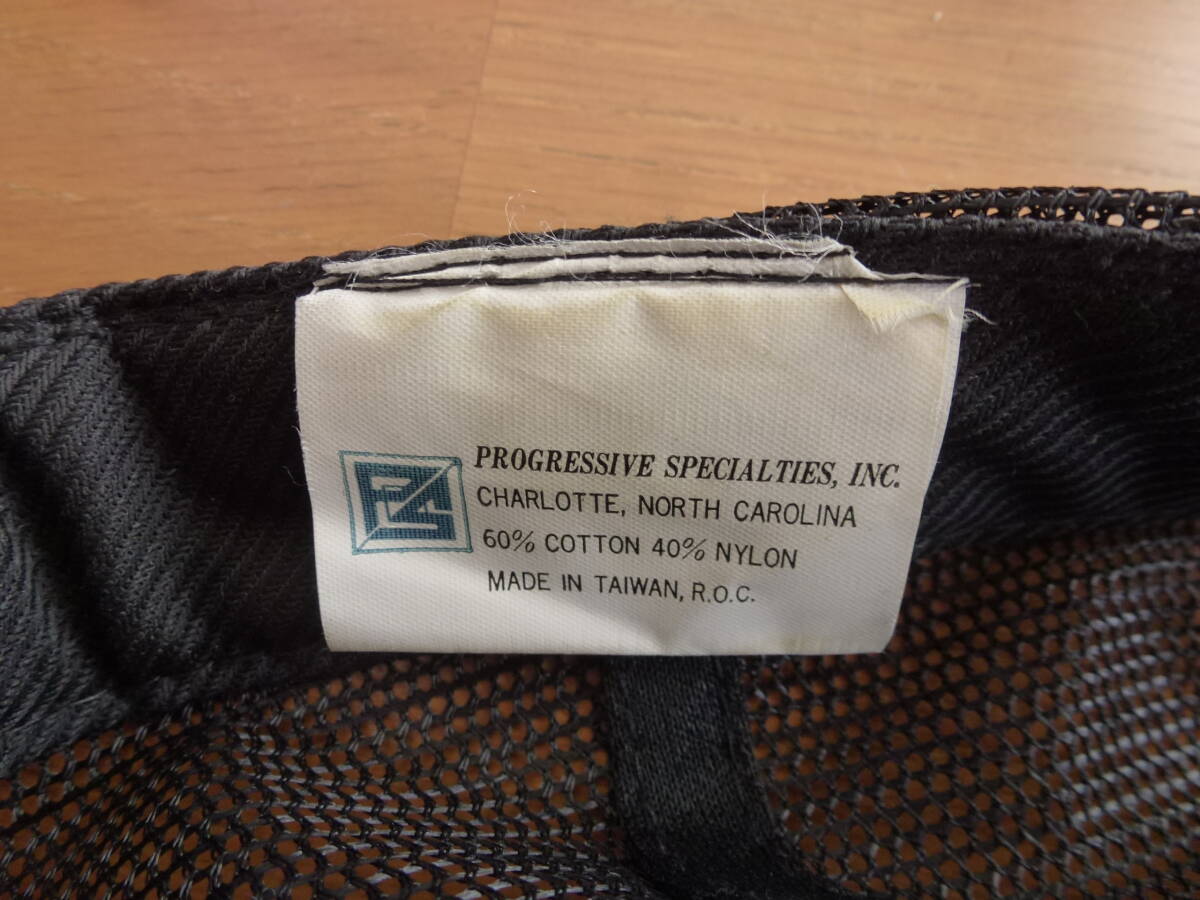 PROGRESSIVE SPECIALTIES, INC.
CHARLOTTE, NORTH CAROLINA
60% COTTON 40% NYLON
MADE IN TAIWAN, R.O.C.